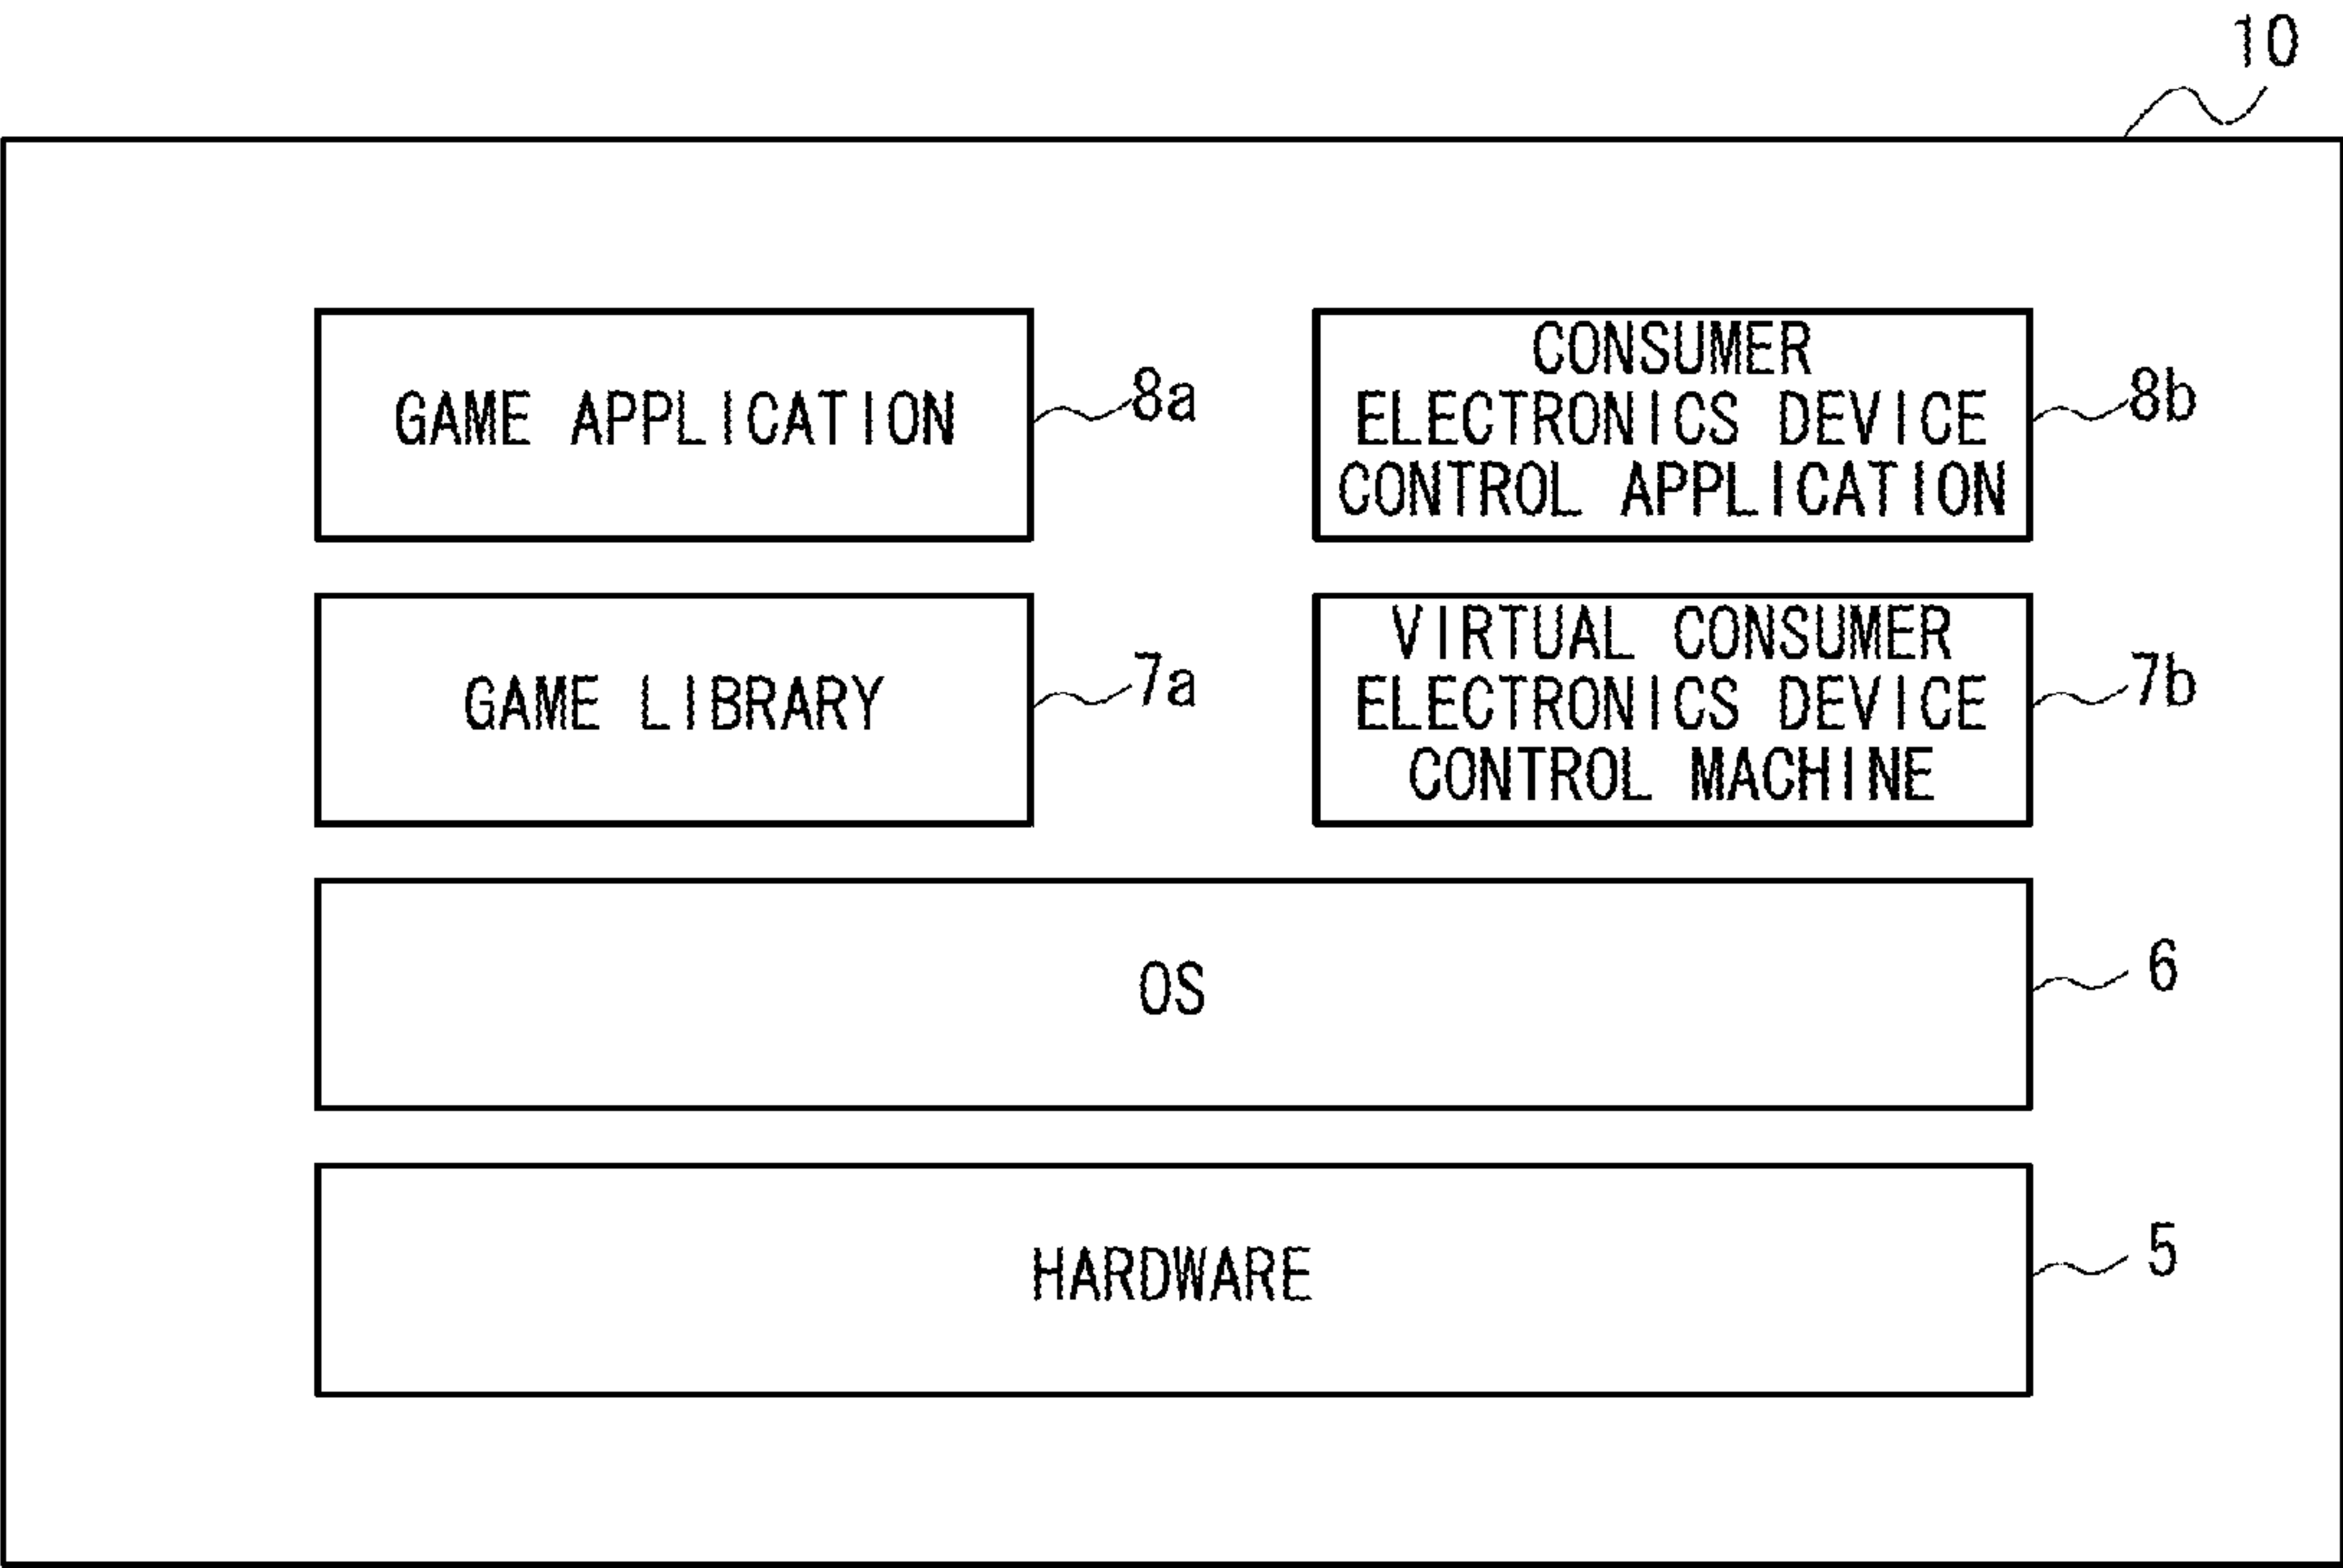 10
GAME APPLICATION
8a
CONSUMER
ELECTRONICS DEVICE
CONTROL APPLICATION
8b
GAME LIBRARY
7a
VIRTUAL CONSUMER
ELECTRONICS DEVICE
CONTROL MACHINE
7b
OS
6
HARDWARE
5